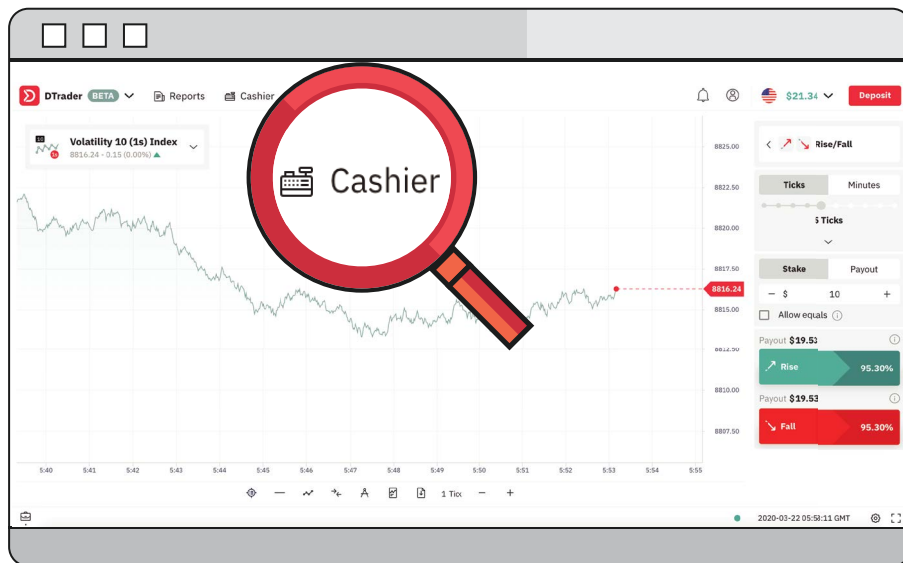 DTrader BETA Reports Cashier $21.34 Deposit
Cashier
10
Volatility 10 (1s) Index
1s 8816.24 - 0.15 (0.00%)
8825.00
8822.50
8820.00
8817.50
8816.24
8815.00
8812.50
8810.00
8807.50
Rise/Fall
Ticks Minutes
5 Ticks
Stake Payout
− $ 10 +
Allow equals
Payout $19.53
Rise 95.30%
Payout $19.53
Fall 95.30%
5:40 5:41 5:42 5:43 5:44 5:45 5:46 5:47 5:48 5:49 5:50 5:51 5:52 5:53 5:54 5:55
1 Tick − +
2020-03-22 05:53:11 GMT